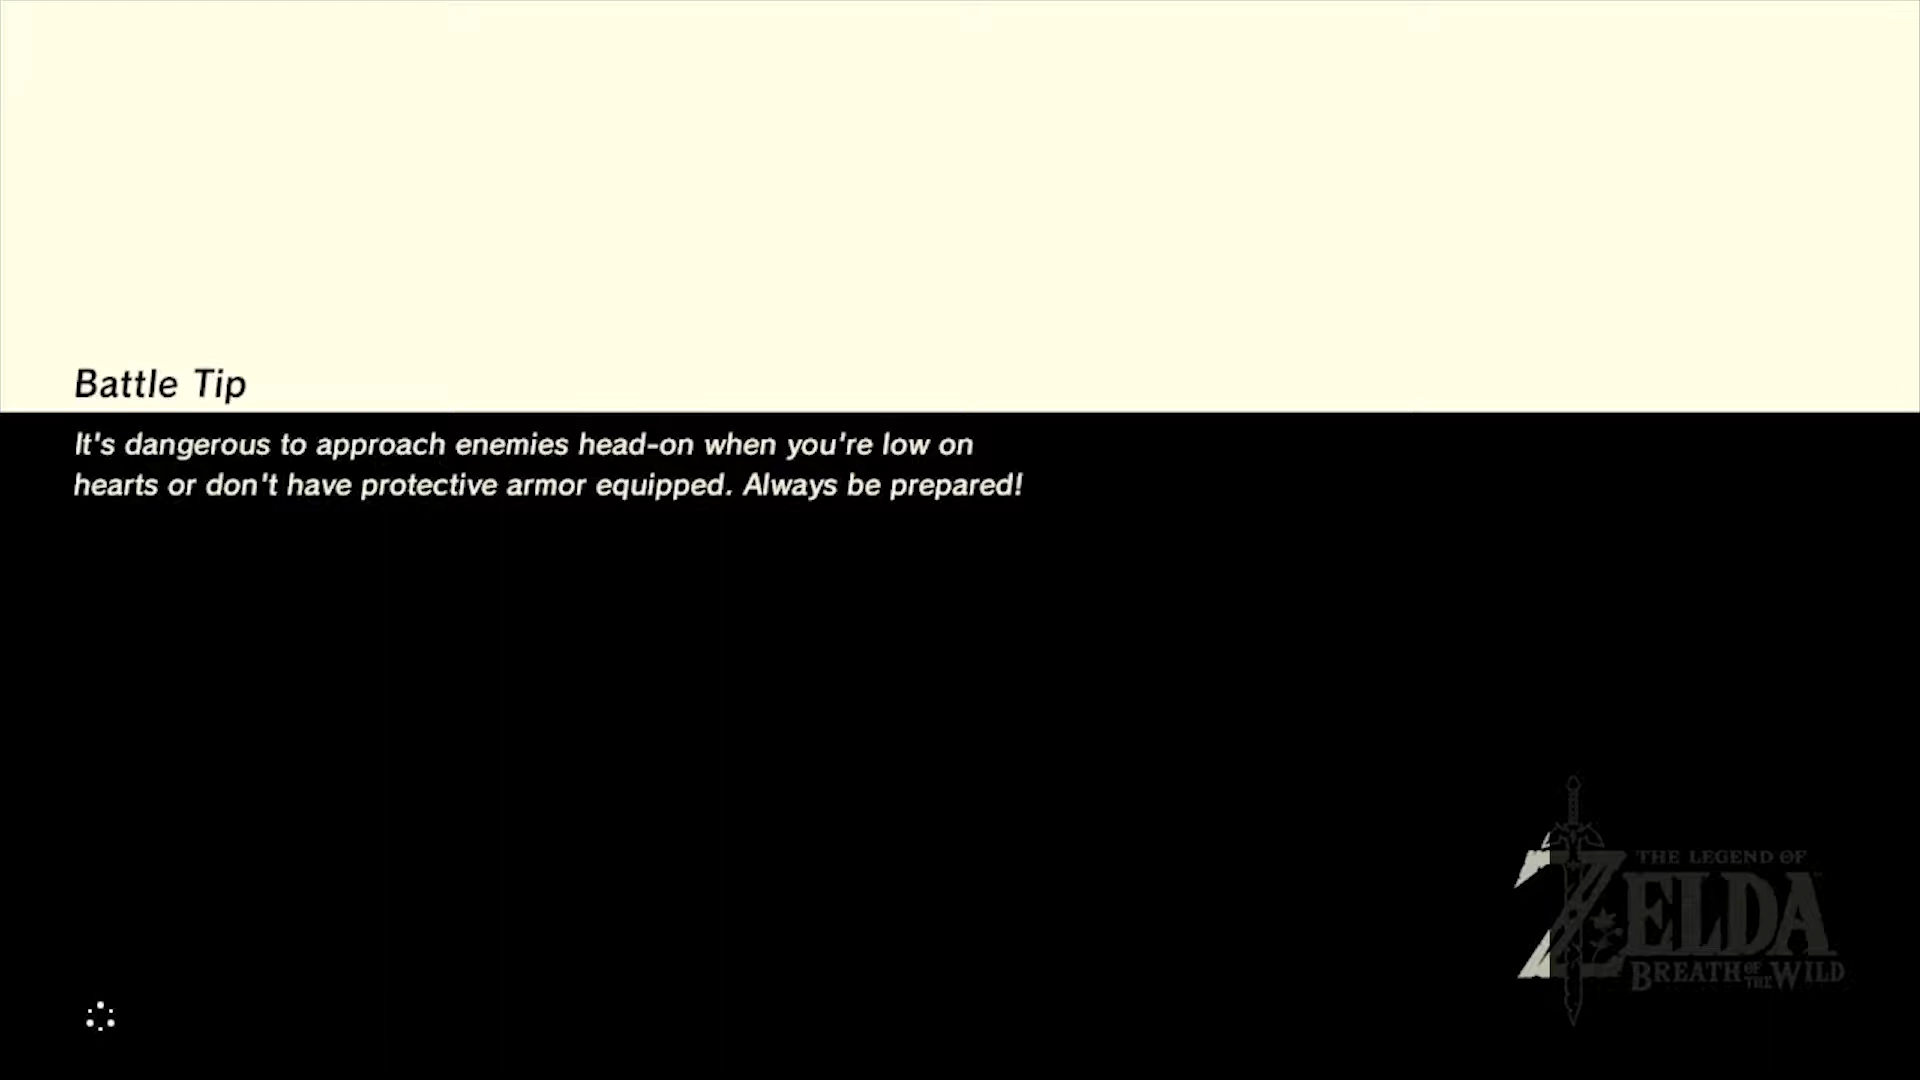 Battle Tip
It's dangerous to approach enemies head-on when you're low on
hearts or don't have protective armor equipped. Always be prepared!
THE LEGEND OF
ZELDA
BREATH OF THE WILD